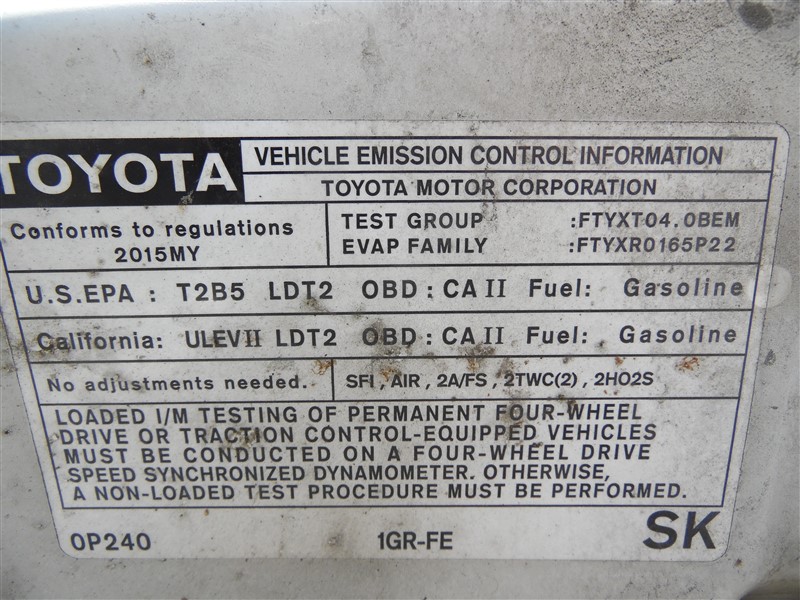 TOYOTA
VEHICLE EMISSION CONTROL INFORMATION
TOYOTA MOTOR CORPORATION
Conforms to regulations
2015MY
TEST GROUP :FTYXT04.0BEM
EVAP FAMILY :FTYXR0165P22
U.S.EPA : T2B5 LDT2 OBD : CA II Fuel: Gasoline
California: ULEV II LDT2 OBD : CA II Fuel: Gasoline
No adjustments needed.
SFI , AIR , 2A/FS , 2TWC(2) , 2HO2S
LOADED I/M TESTING OF PERMANENT FOUR-WHEEL
DRIVE OR TRACTION CONTROL-EQUIPPED VEHICLES
MUST BE CONDUCTED ON A FOUR-WHEEL DRIVE
SPEED SYNCHRONIZED DYNAMOMETER. OTHERWISE,
A NON-LOADED TEST PROCEDURE MUST BE PERFORMED.
0P240 1GR-FE SK